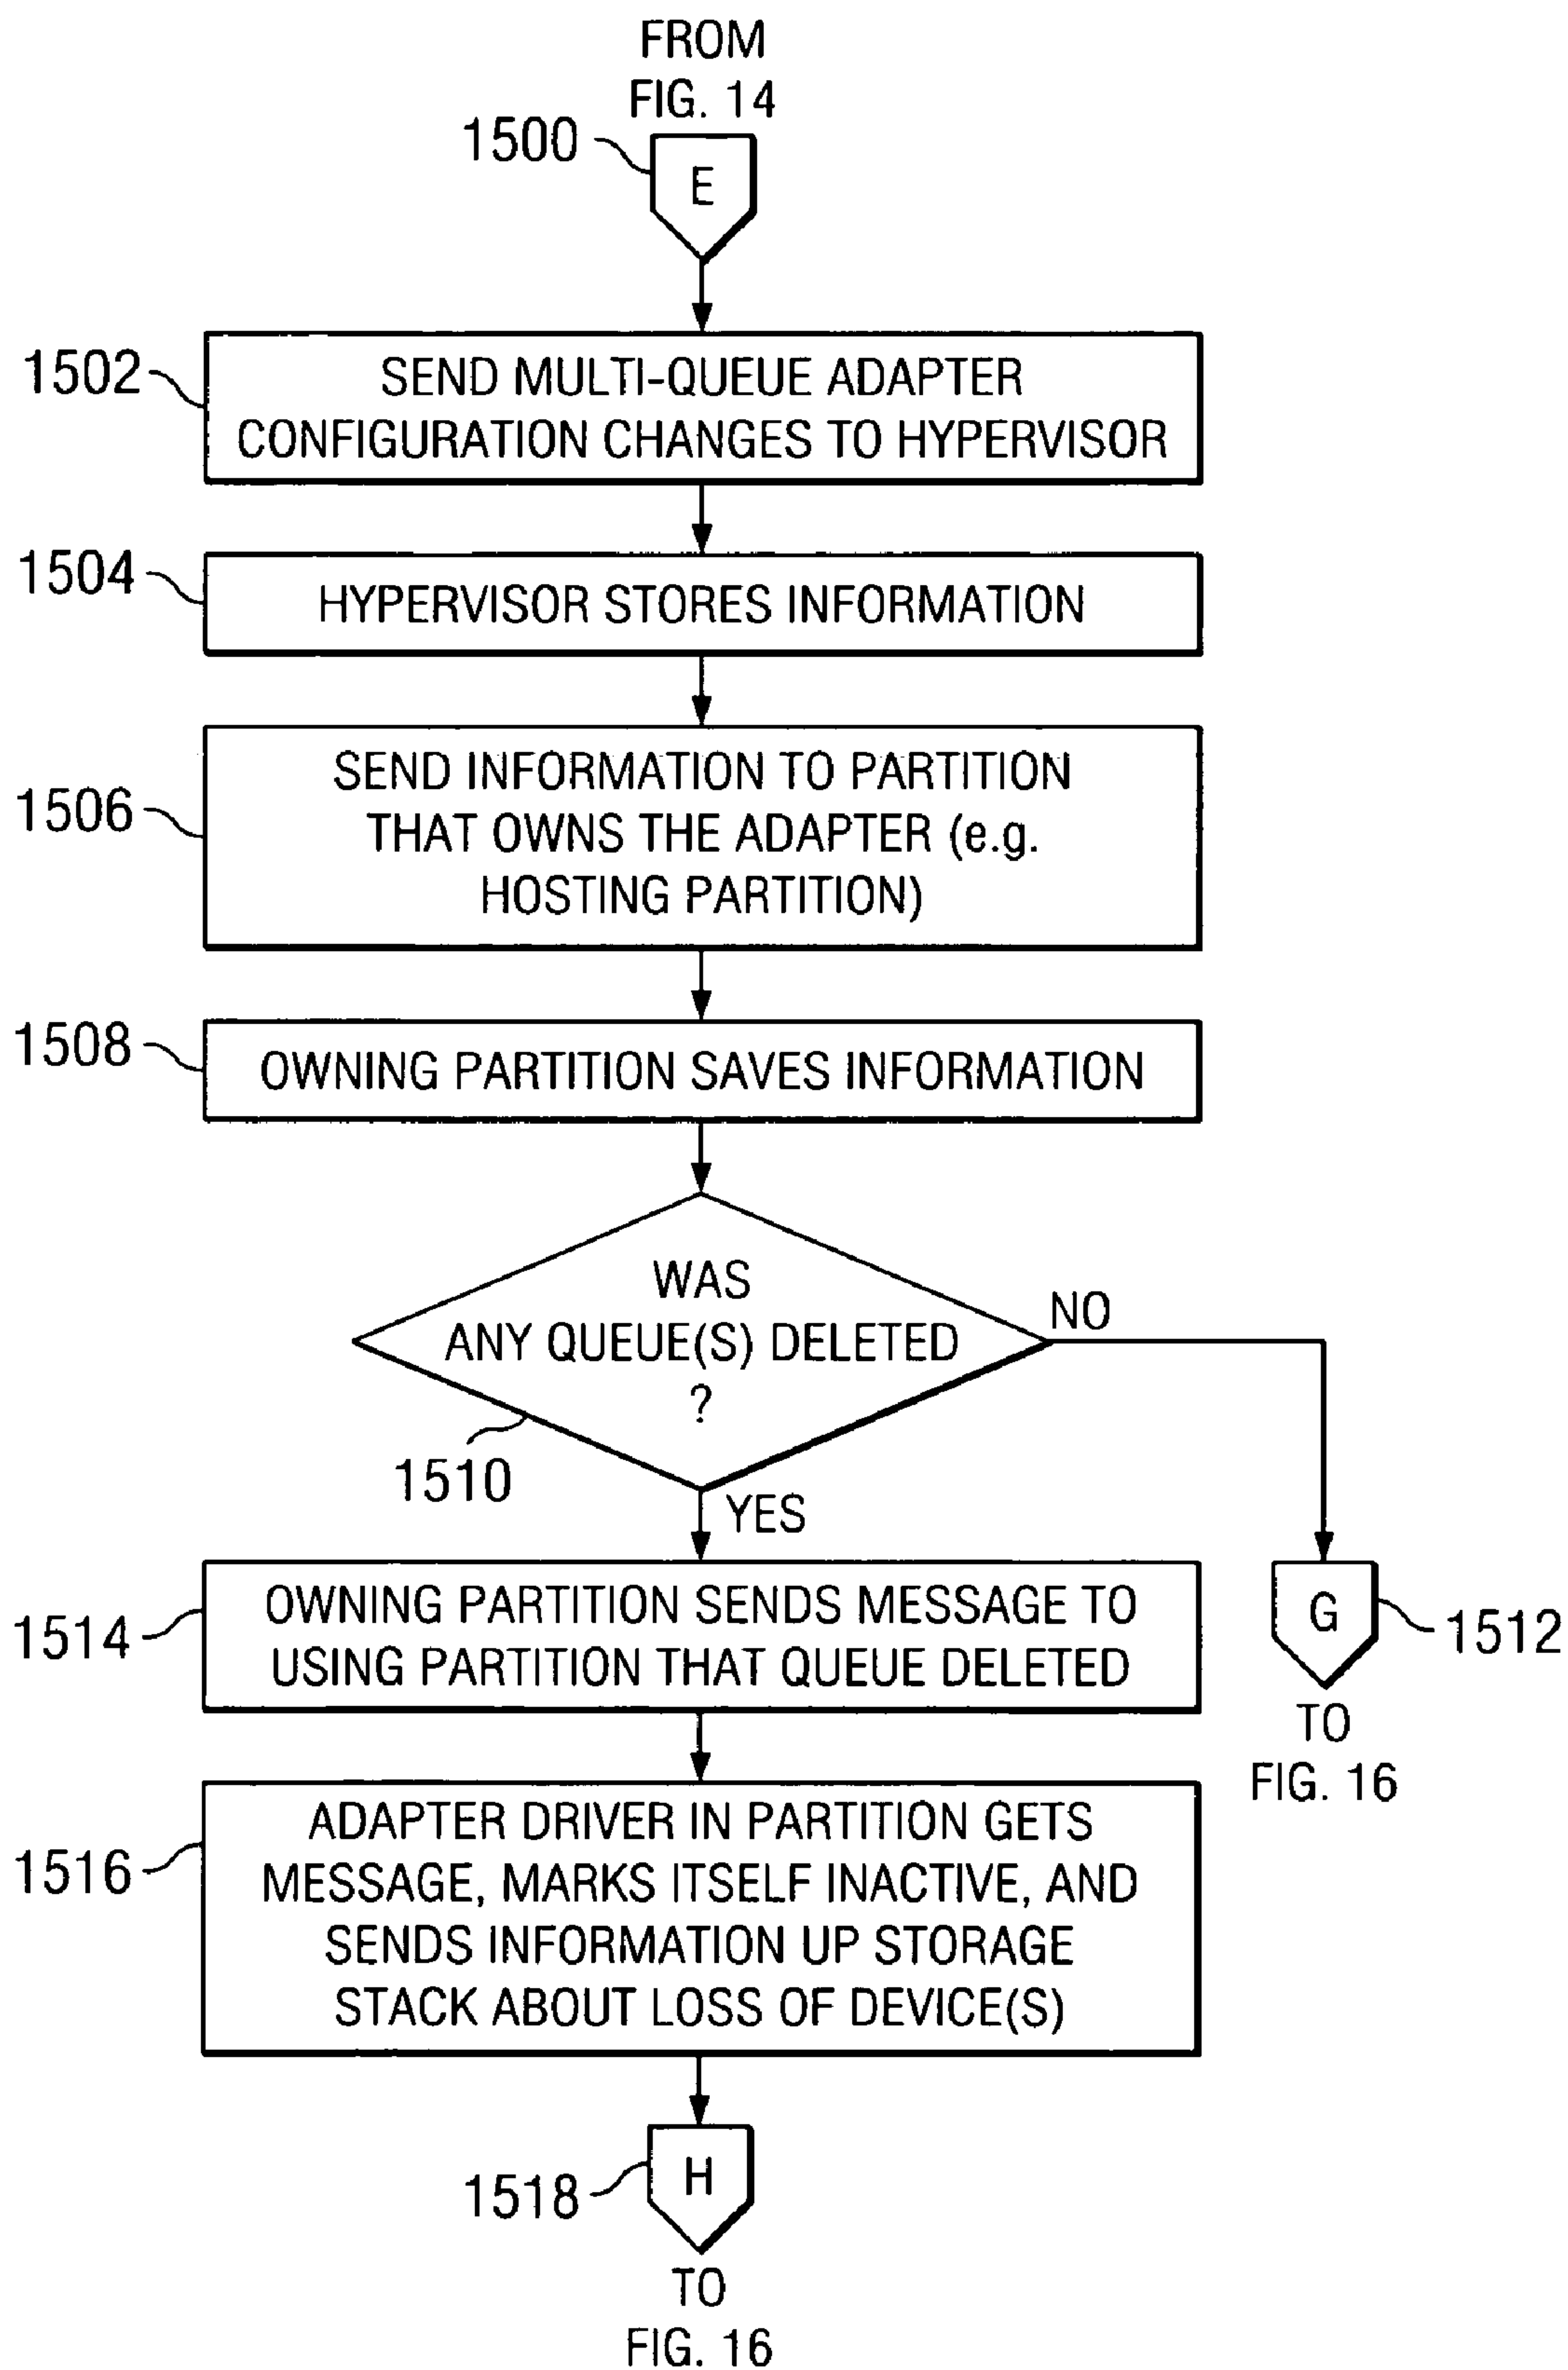 FROM
FIG. 14
1500
E
1502
SEND MULTI-QUEUE ADAPTER
CONFIGURATION CHANGES TO HYPERVISOR
1504
HYPERVISOR STORES INFORMATION
1506
SEND INFORMATION TO PARTITION
THAT OWNS THE ADAPTER (e.g.
HOSTING PARTITION)
1508
OWNING PARTITION SAVES INFORMATION
WAS
ANY QUEUE(S) DELETED
?
NO
1510
YES
1514
OWNING PARTITION SENDS MESSAGE TO
USING PARTITION THAT QUEUE DELETED
G
1512
TO
FIG. 16
1516
ADAPTER DRIVER IN PARTITION GETS
MESSAGE, MARKS ITSELF INACTIVE, AND
SENDS INFORMATION UP STORAGE
STACK ABOUT LOSS OF DEVICE(S)
1518
H
TO
FIG. 16